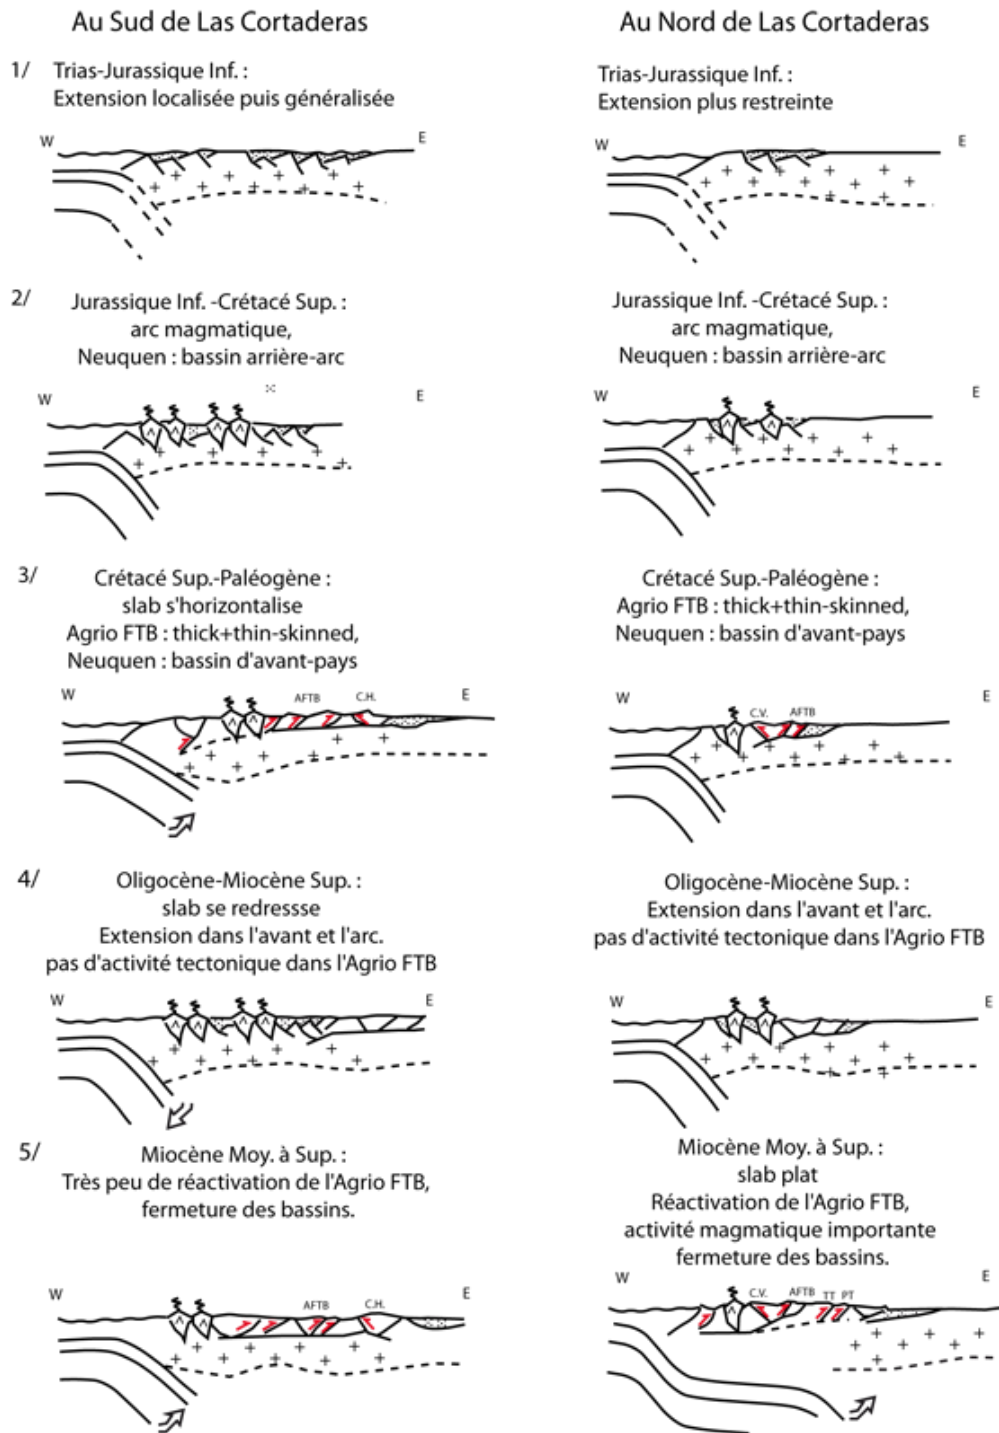 Au Sud de Las Cortaderas
Au Nord de Las Cortaderas
1/ Trias-Jurassique Inf. :
Extension localisée puis généralisée
W
E
Trias-Jurassique Inf. :
Extension plus restreinte
W
E
2/ Jurassique Inf. -Crétacé Sup. :
arc magmatique,
Neuquen : bassin arrière-arc
W
E
Jurassique Inf. -Crétacé Sup. :
arc magmatique,
Neuquen : bassin arrière-arc
W
E
3/ Crétacé Sup.-Paléogène :
slab s'horizontalise
Agrio FTB : thick+thin-skinned,
Neuquen : bassin d'avant-pays
W
AFTB
C.H.
E
Crétacé Sup.-Paléogène :
Agrio FTB : thick+thin-skinned,
Neuquen : bassin d'avant-pays
W
C.V.
AFTB
E
4/ Oligocène-Miocène Sup. :
slab se redressse
Extension dans l'avant et l'arc.
pas d'activité tectonique dans l'Agrio FTB
W
E
Oligocène-Miocène Sup. :
Extension dans l'avant et l'arc.
pas d'activité tectonique dans l'Agrio FTB
W
E
5/ Miocène Moy. à Sup. :
Très peu de réactivation de l'Agrio FTB,
fermeture des bassins.
W
AFTB
C.H.
E
Miocène Moy. à Sup. :
slab plat
Réactivation de l'Agrio FTB,
activité magmatique importante
fermeture des bassins.
W
C.V.
AFTB
TT
PT
E